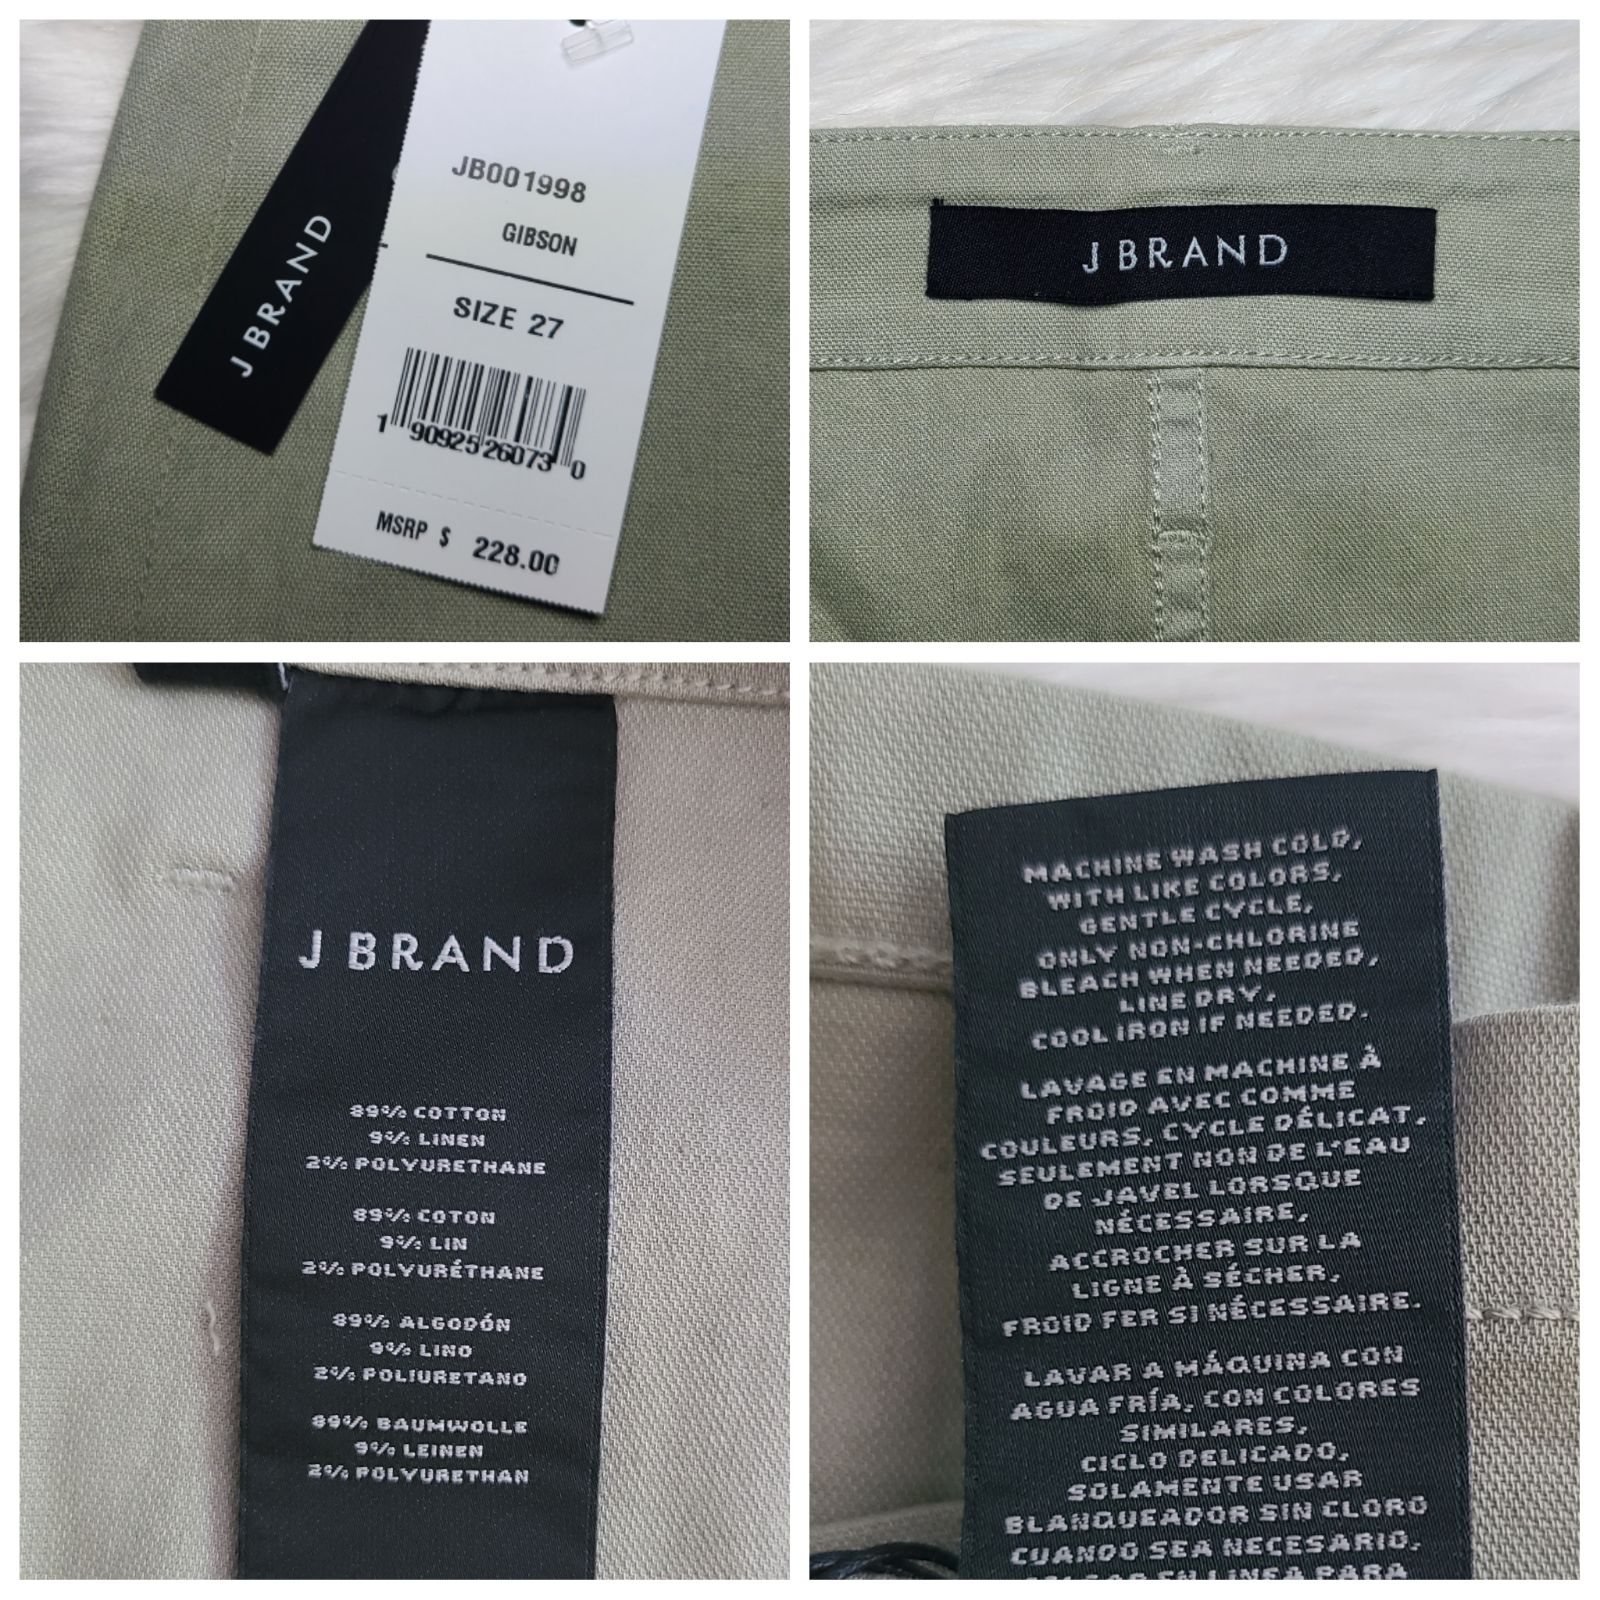 J BRAND
JB001998
GIBSON
SIZE 27
1 90925 26073 0
MSRP $ 228.00
J BRAND
J BRAND
89% COTTON
9% LINEN
2% POLYURETHANE
89% COTON
9% LIN
2% POLYURÉTHANE
89% ALGODÓN
9% LINO
2% POLIURETANO
89% BAUMWOLLE
9% LEINEN
2% POLYURETHAN
MACHINE WASH COLD,
WITH LIKE COLORS,
GENTLE CYCLE,
ONLY NON-CHLORINE
BLEACH WHEN NEEDED,
LINE DRY,
COOL IRON IF NEEDED.
LAVAGE EN MACHINE À
FROID AVEC COMME
COULEURS, CYCLE DÉLICAT,
SEULEMENT NON DE L'EAU
DE JAVEL LORSQUE
NÉCESSAIRE,
ACCROCHER SUR LA
LIGNE À SÉCHER,
FROID FER SI NÉCESSAIRE.
LAVAR A MÁQUINA CON
AGUA FRÍA, CON COLORES
SIMILARES,
CICLO DELICADO,
SOLAMENTE USAR
BLANQUEADOR SIN CLORO
CUANDO SEA NECESARIO,
COLGAR EN LINEA PARA